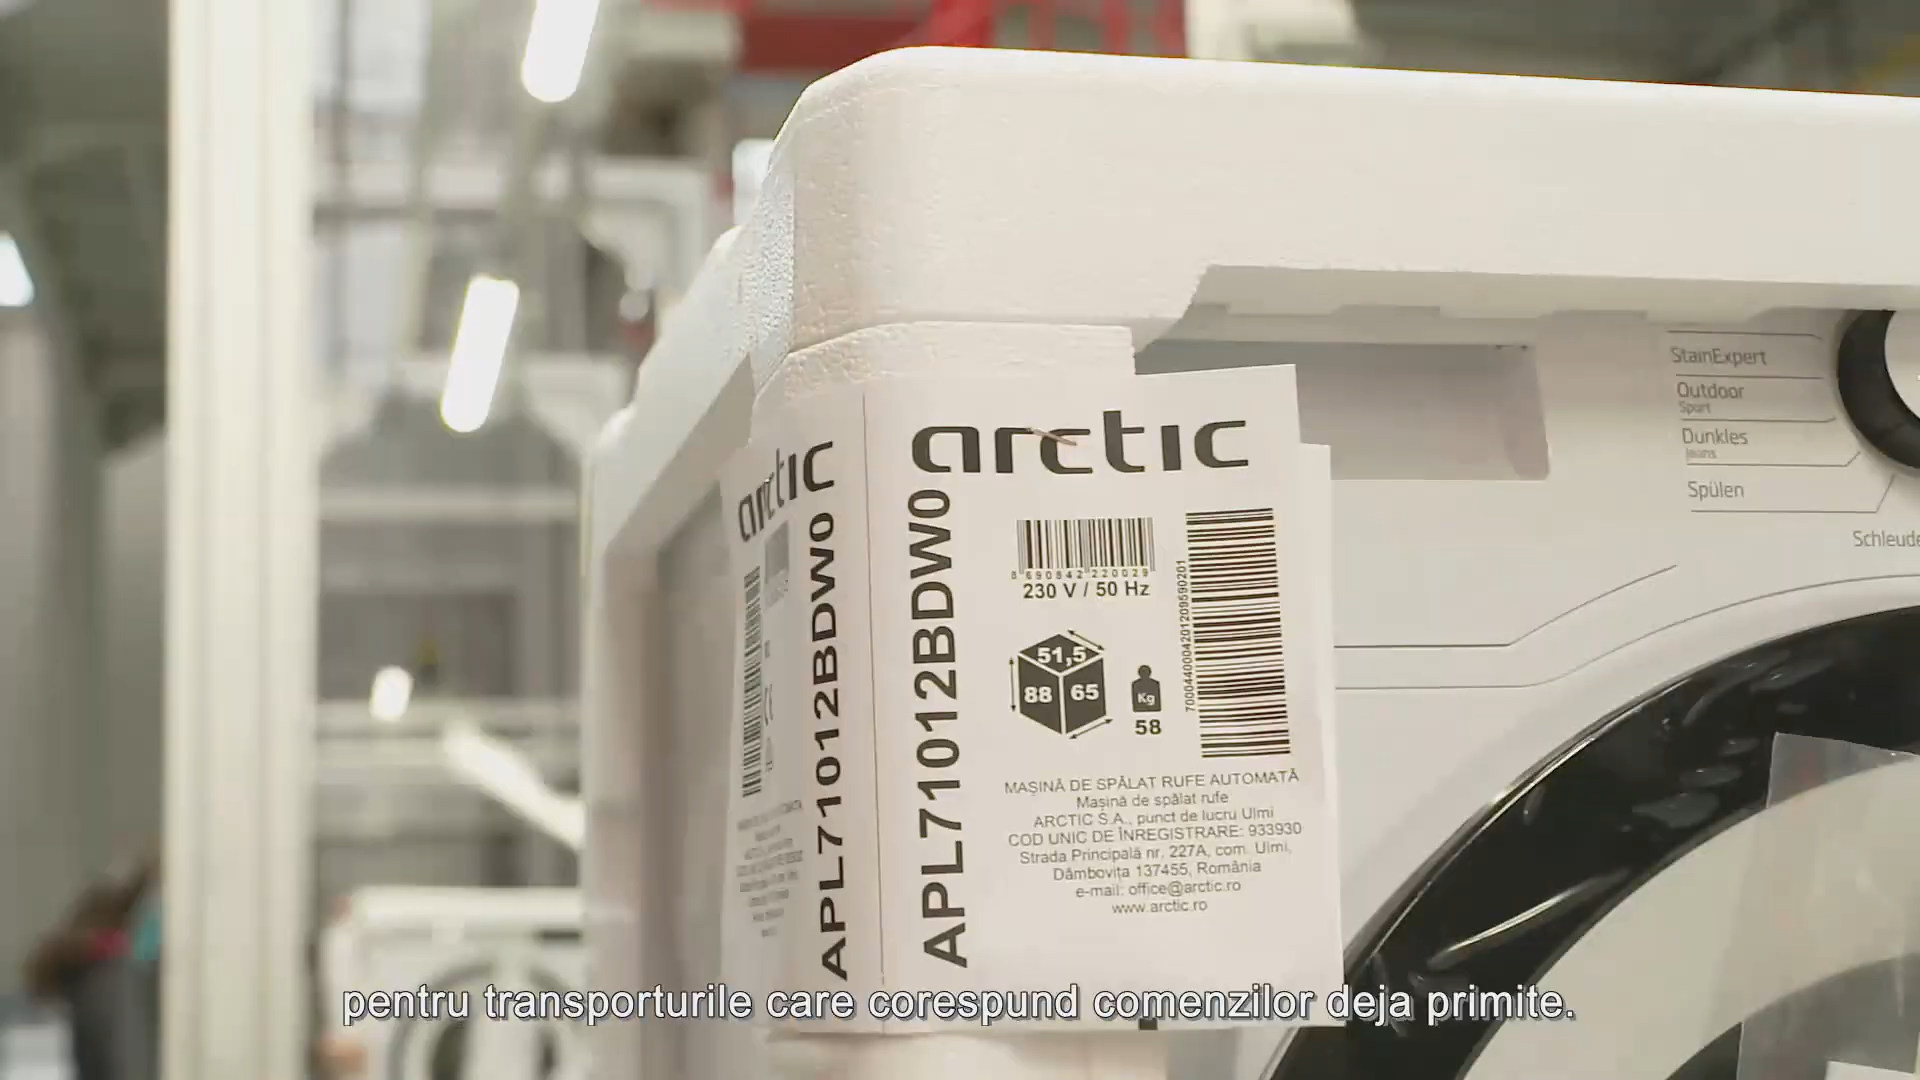 arctic
APL71012BDW0
arctic
APL71012BDW0
8690842220029
230 V / 50 Hz
7000440004201209590201
51,5
88 65
Kg
58
MAȘINĂ DE SPĂLAT RUFE AUTOMATĂ
Mașină de spălat rufe
ARCTIC S.A., punct de lucru Ulmi
COD UNIC DE ÎNREGISTRARE: 933930
Strada Principală nr. 227A, com. Ulmi,
Dâmbovița 137455, România
e-mail: office@arctic.ro
www.arctic.ro
StainExpert
Outdoor
Sport
Dunkles
Jeans
Spülen
Schleude
pentru transporturile care corespund comenzilor deja primite.